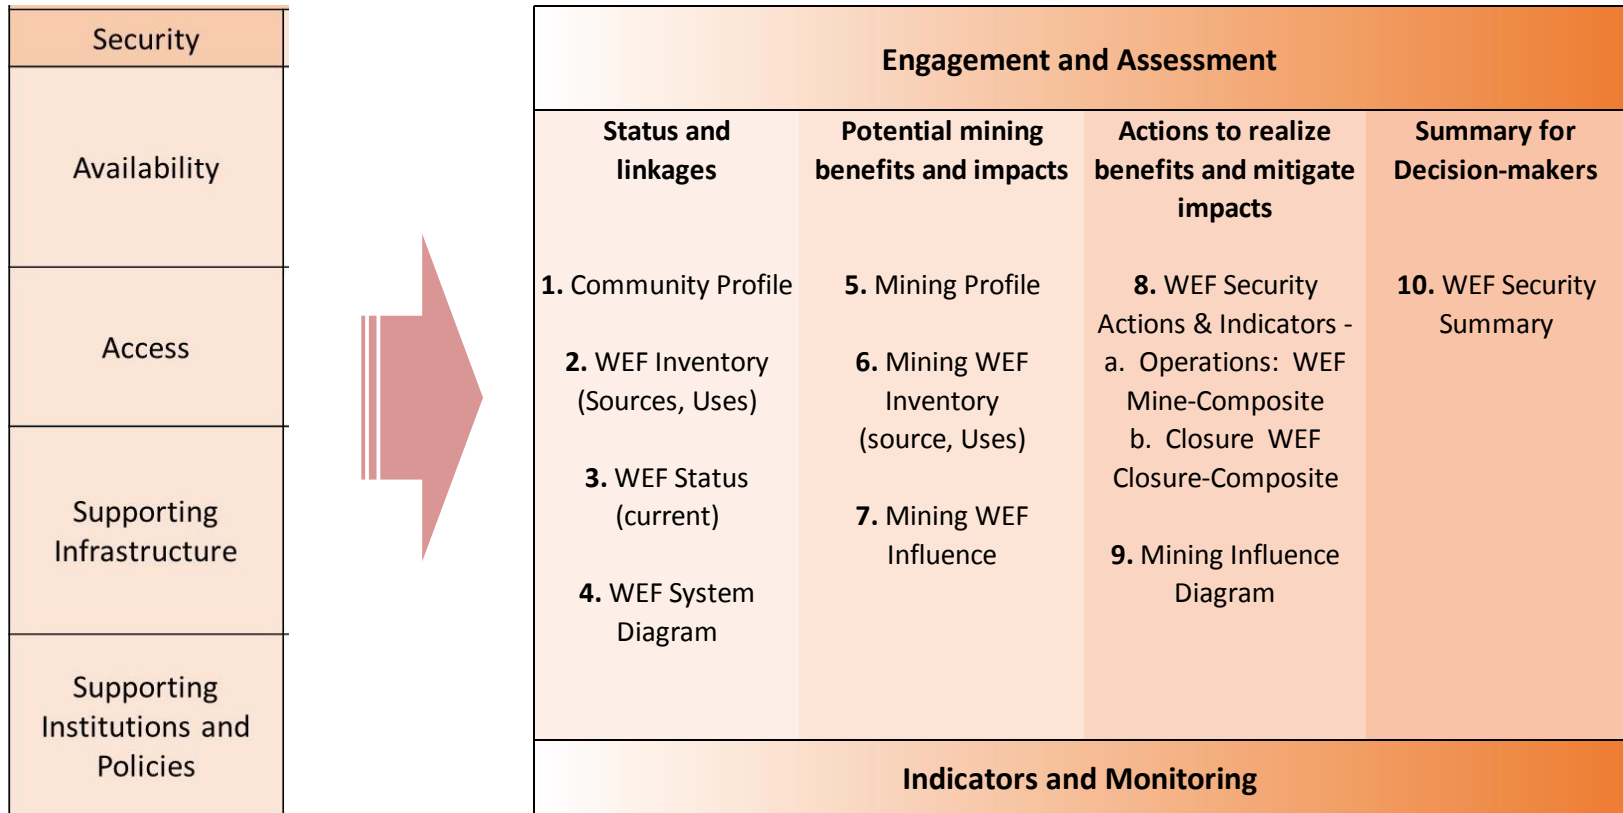 Security
Availability
Access
Supporting
Infrastructure
Supporting
Institutions and
Policies
Engagement and Assessment
Status and
linkages
1. Community Profile
2. WEF Inventory
(Sources, Uses)
3. WEF Status
(current)
4. WEF System
Diagram
Potential mining
benefits and impacts
5. Mining Profile
6. Mining WEF
Inventory
(source, Uses)
7. Mining WEF
Influence
Actions to realize
benefits and mitigate
impacts
8. WEF Security
Actions & Indicators -
a. Operations: WEF
Mine-Composite
b. Closure WEF
Closure-Composite
9. Mining Influence
Diagram
Summary for
Decision-makers
10. WEF Security
Summary
Indicators and Monitoring